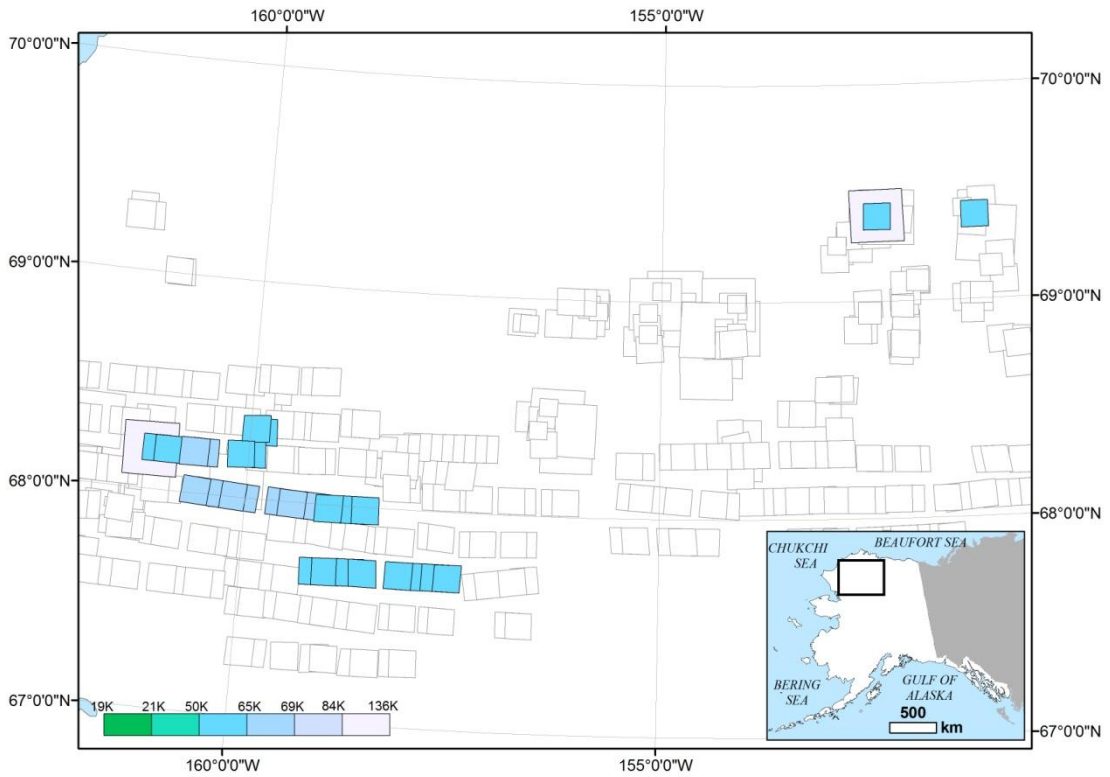 160°0'0"W
155°0'0"W
70°0'0"N
70°0'0"N
69°0'0"N
69°0'0"N
68°0'0"N
68°0'0"N
67°0'0"N
67°0'0"N
19K 21K 50K 65K 69K 84K 136K
BEAUFORT SEA
CHUKCHI
SEA
BERING
SEA
GULF OF
ALASKA
500
km
160°0'0"W
155°0'0"W